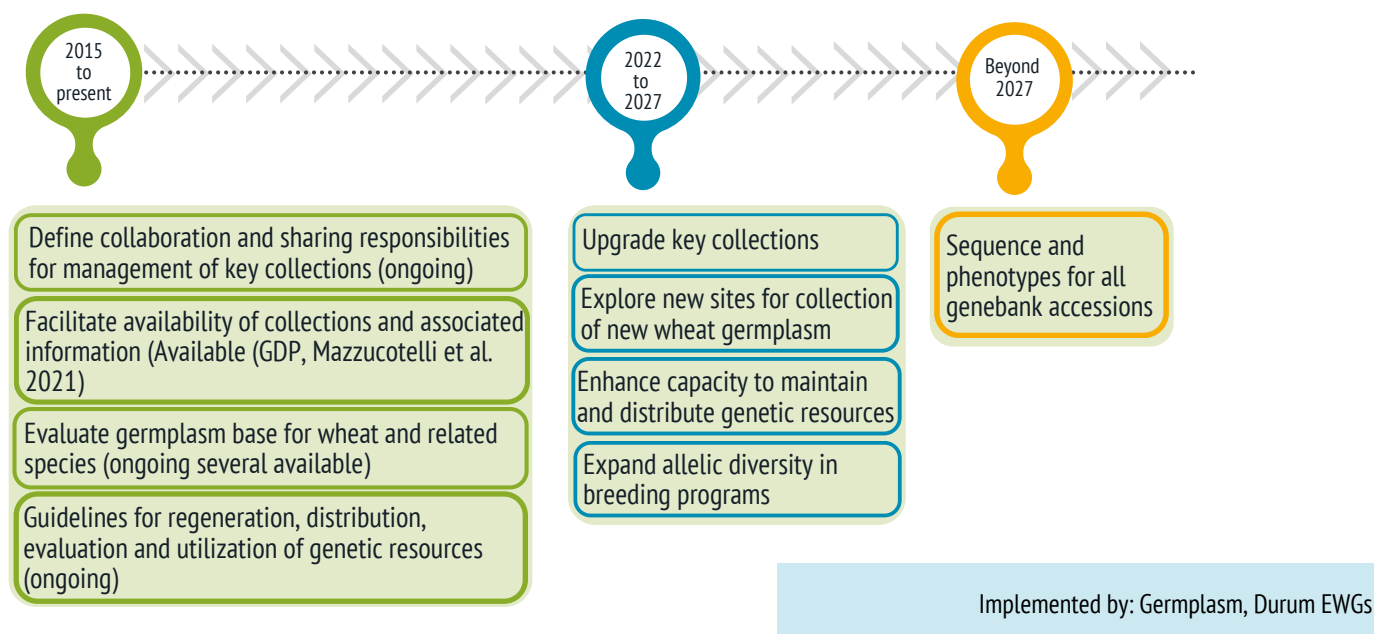 2015
to
present
2022
to
2027
Beyond
2027
Define collaboration and sharing responsibilities
for management of key collections (ongoing)
Facilitate availability of collections and associated
information (Available (GDP, Mazzucotelli et al.
2021)
Evaluate germplasm base for wheat and related
species (ongoing several available)
Guidelines for regeneration, distribution,
evaluation and utilization of genetic resources
(ongoing)
Upgrade key collections
Explore new sites for collection
of new wheat germplasm
Enhance capacity to maintain
and distribute genetic resources
Expand allelic diversity in
breeding programs
Sequence and
phenotypes for all
genebank accessions
Implemented by: Germplasm, Durum EWGs